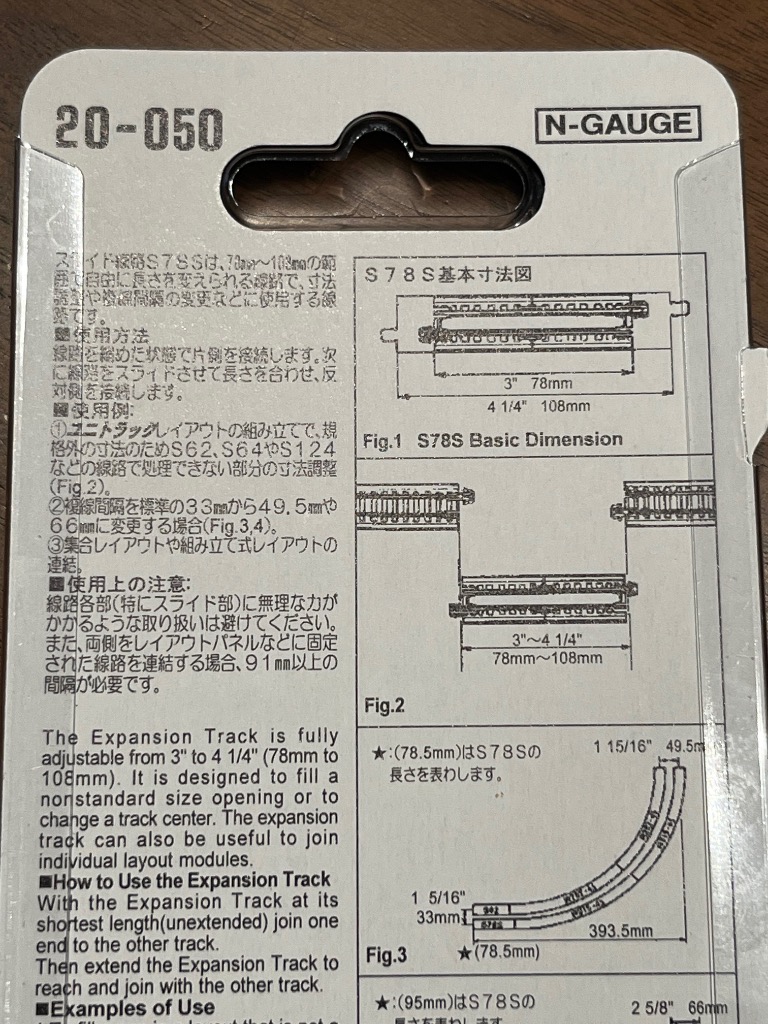 20-050
N-GAUGE
スライド線路S78Sは、78㎜〜108㎜の範
囲で自由に長さを変えられる線路で、寸法
調整や複線間隔の変更などに使用する線
路です。
■使用方法
線路を縮めた状態で片側を接続します。次
に線路をスライドさせて長さを合わせ、反
対側を接続します。
■使用例:
①ユニトラックレイアウトの組み立てで、規
格外の寸法のためS62、S64やS124
などの線路で処理できない部分の寸法調整
(Fig.2)。
②複線間隔を標準の33㎜から49.5㎜や
66㎜に変更する場合(Fig.3,4)。
③集合レイアウトや組み立て式レイアウトの
連結。
■使用上の注意:
線路各部(特にスライド部)に無理な力が
かかるような取り扱いは避けてください。
また、両側をレイアウトパネルなどに固定
された線路を連結する場合、91㎜以上の
間隔が必要です。
The Expansion Track is fully
adjustable from 3" to 4 1/4" (78mm to
108mm). It is designed to fill a
nonstandard size opening or to
change a track center. The expansion
track can also be useful to join
individual layout modules.
■How to Use the Expansion Track
With the Expansion Track at its
shortest length(unextended) join one
end to the other track.
Then extend the Expansion Track to
reach and join with the other track.
■Examples of Use
S78S基本寸法図
3" 78mm
4 1/4" 108mm
Fig.1 S78S Basic Dimension
3"〜4 1/4"
78mm〜108mm
Fig.2
★:(78.5mm)はS78Sの
長さを表わします。
1 15/16" 49.5m
1 5/16"
33mm
393.5mm
Fig.3 ★(78.5mm)
★:(95mm)はS78Sの
長さを表わします。
2 5/8" 66mm